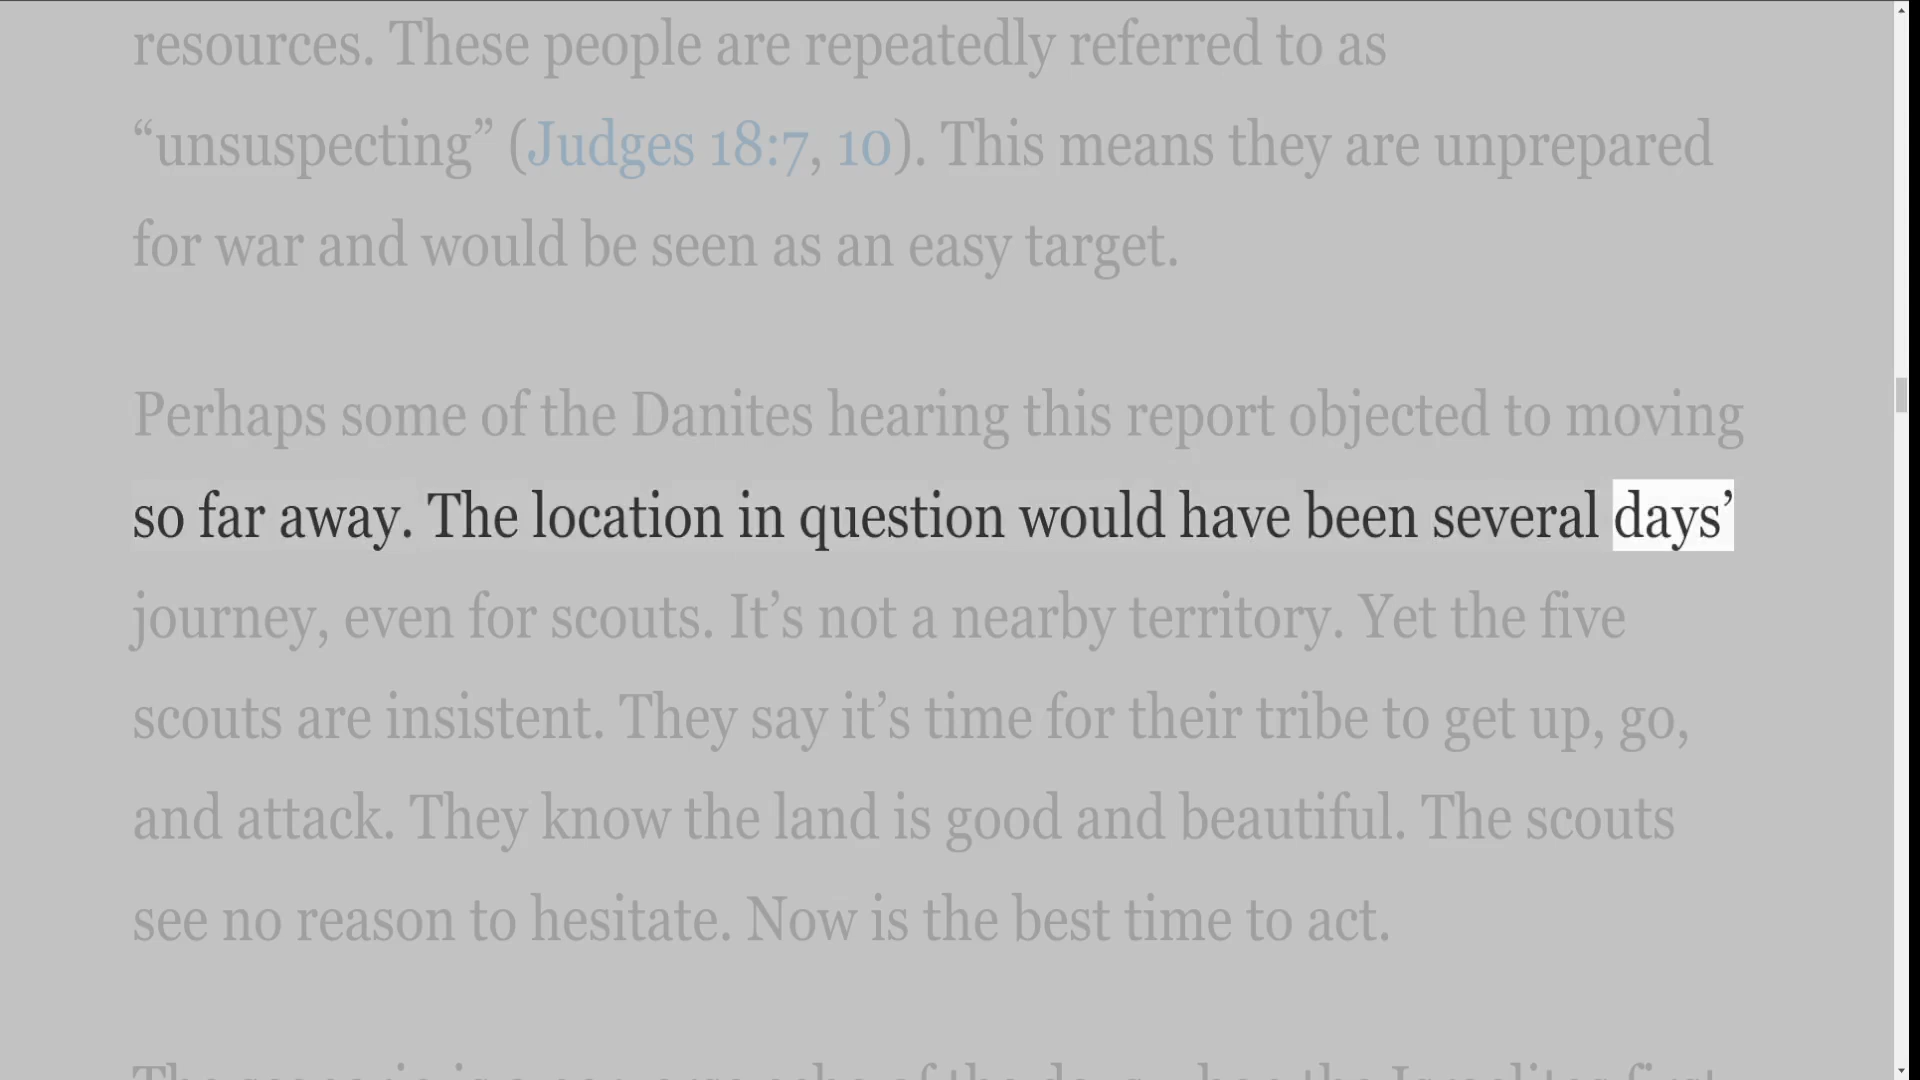 resources. These people are repeatedly referred to as
“unsuspecting” (Judges 18:7, 10). This means they are unprepared
for war and would be seen as an easy target.
Perhaps some of the Danites hearing this report objected to moving
so far away. The location in question would have been several days’
journey, even for scouts. It’s not a nearby territory. Yet the five
scouts are insistent. They say it’s time for their tribe to get up, go,
and attack. They know the land is good and beautiful. The scouts
see no reason to hesitate. Now is the best time to act.